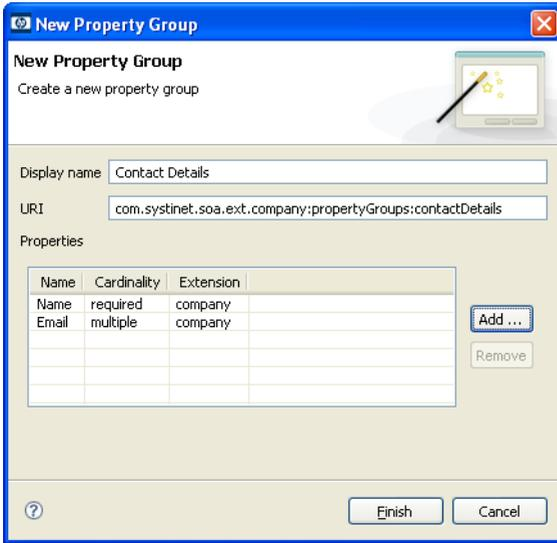 New Property Group
New Property Group
Create a new property group
Display name Contact Details
URI com.systinet.soa.ext.company:propertyGroups:contactDetails
Properties
Name Cardinality Extension
Name required company
Email multiple company
Add ...
Remove
? Finish Cancel